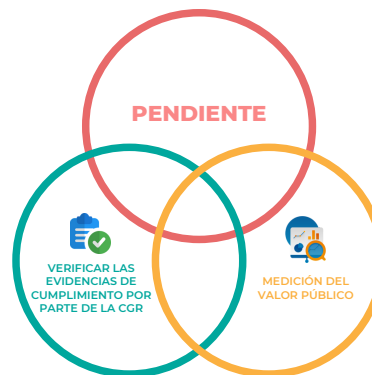 PENDIENTE
VERIFICAR LAS
EVIDENCIAS DE
CUMPLIMIENTO POR
PARTE DE LA CGR
MEDICIÓN DEL
VALOR PÚBLICO